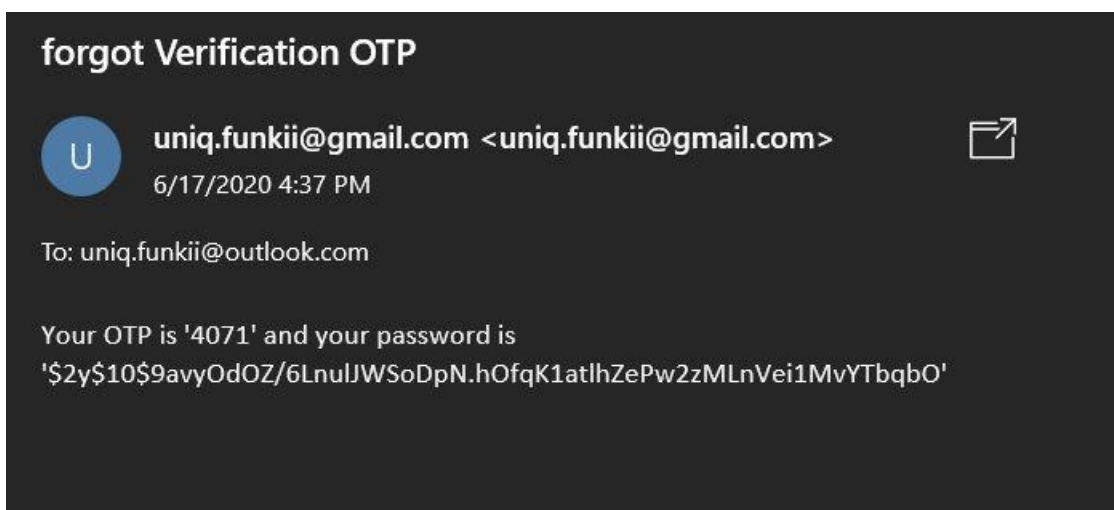 forgot Verification OTP
U
uniq.funkii@gmail.com <uniq.funkii@gmail.com>
6/17/2020 4:37 PM
To: uniq.funkii@outlook.com
Your OTP is '4071' and your password is
'$2y$10$9avyOdOZ/6LnulJWSoDpN.hOfqK1atlhZePw2zMLnVei1MvYTbqbO'